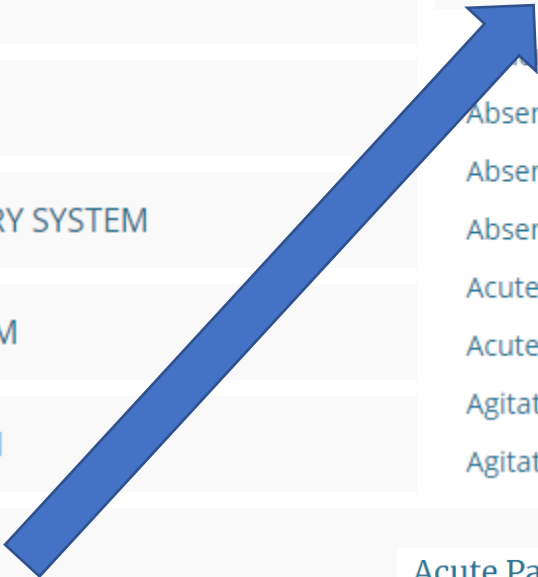 Abser
Abser
RY SYSTEM
Abser
Acute
M
Acute
Agitat
Agitat
Acute Pa